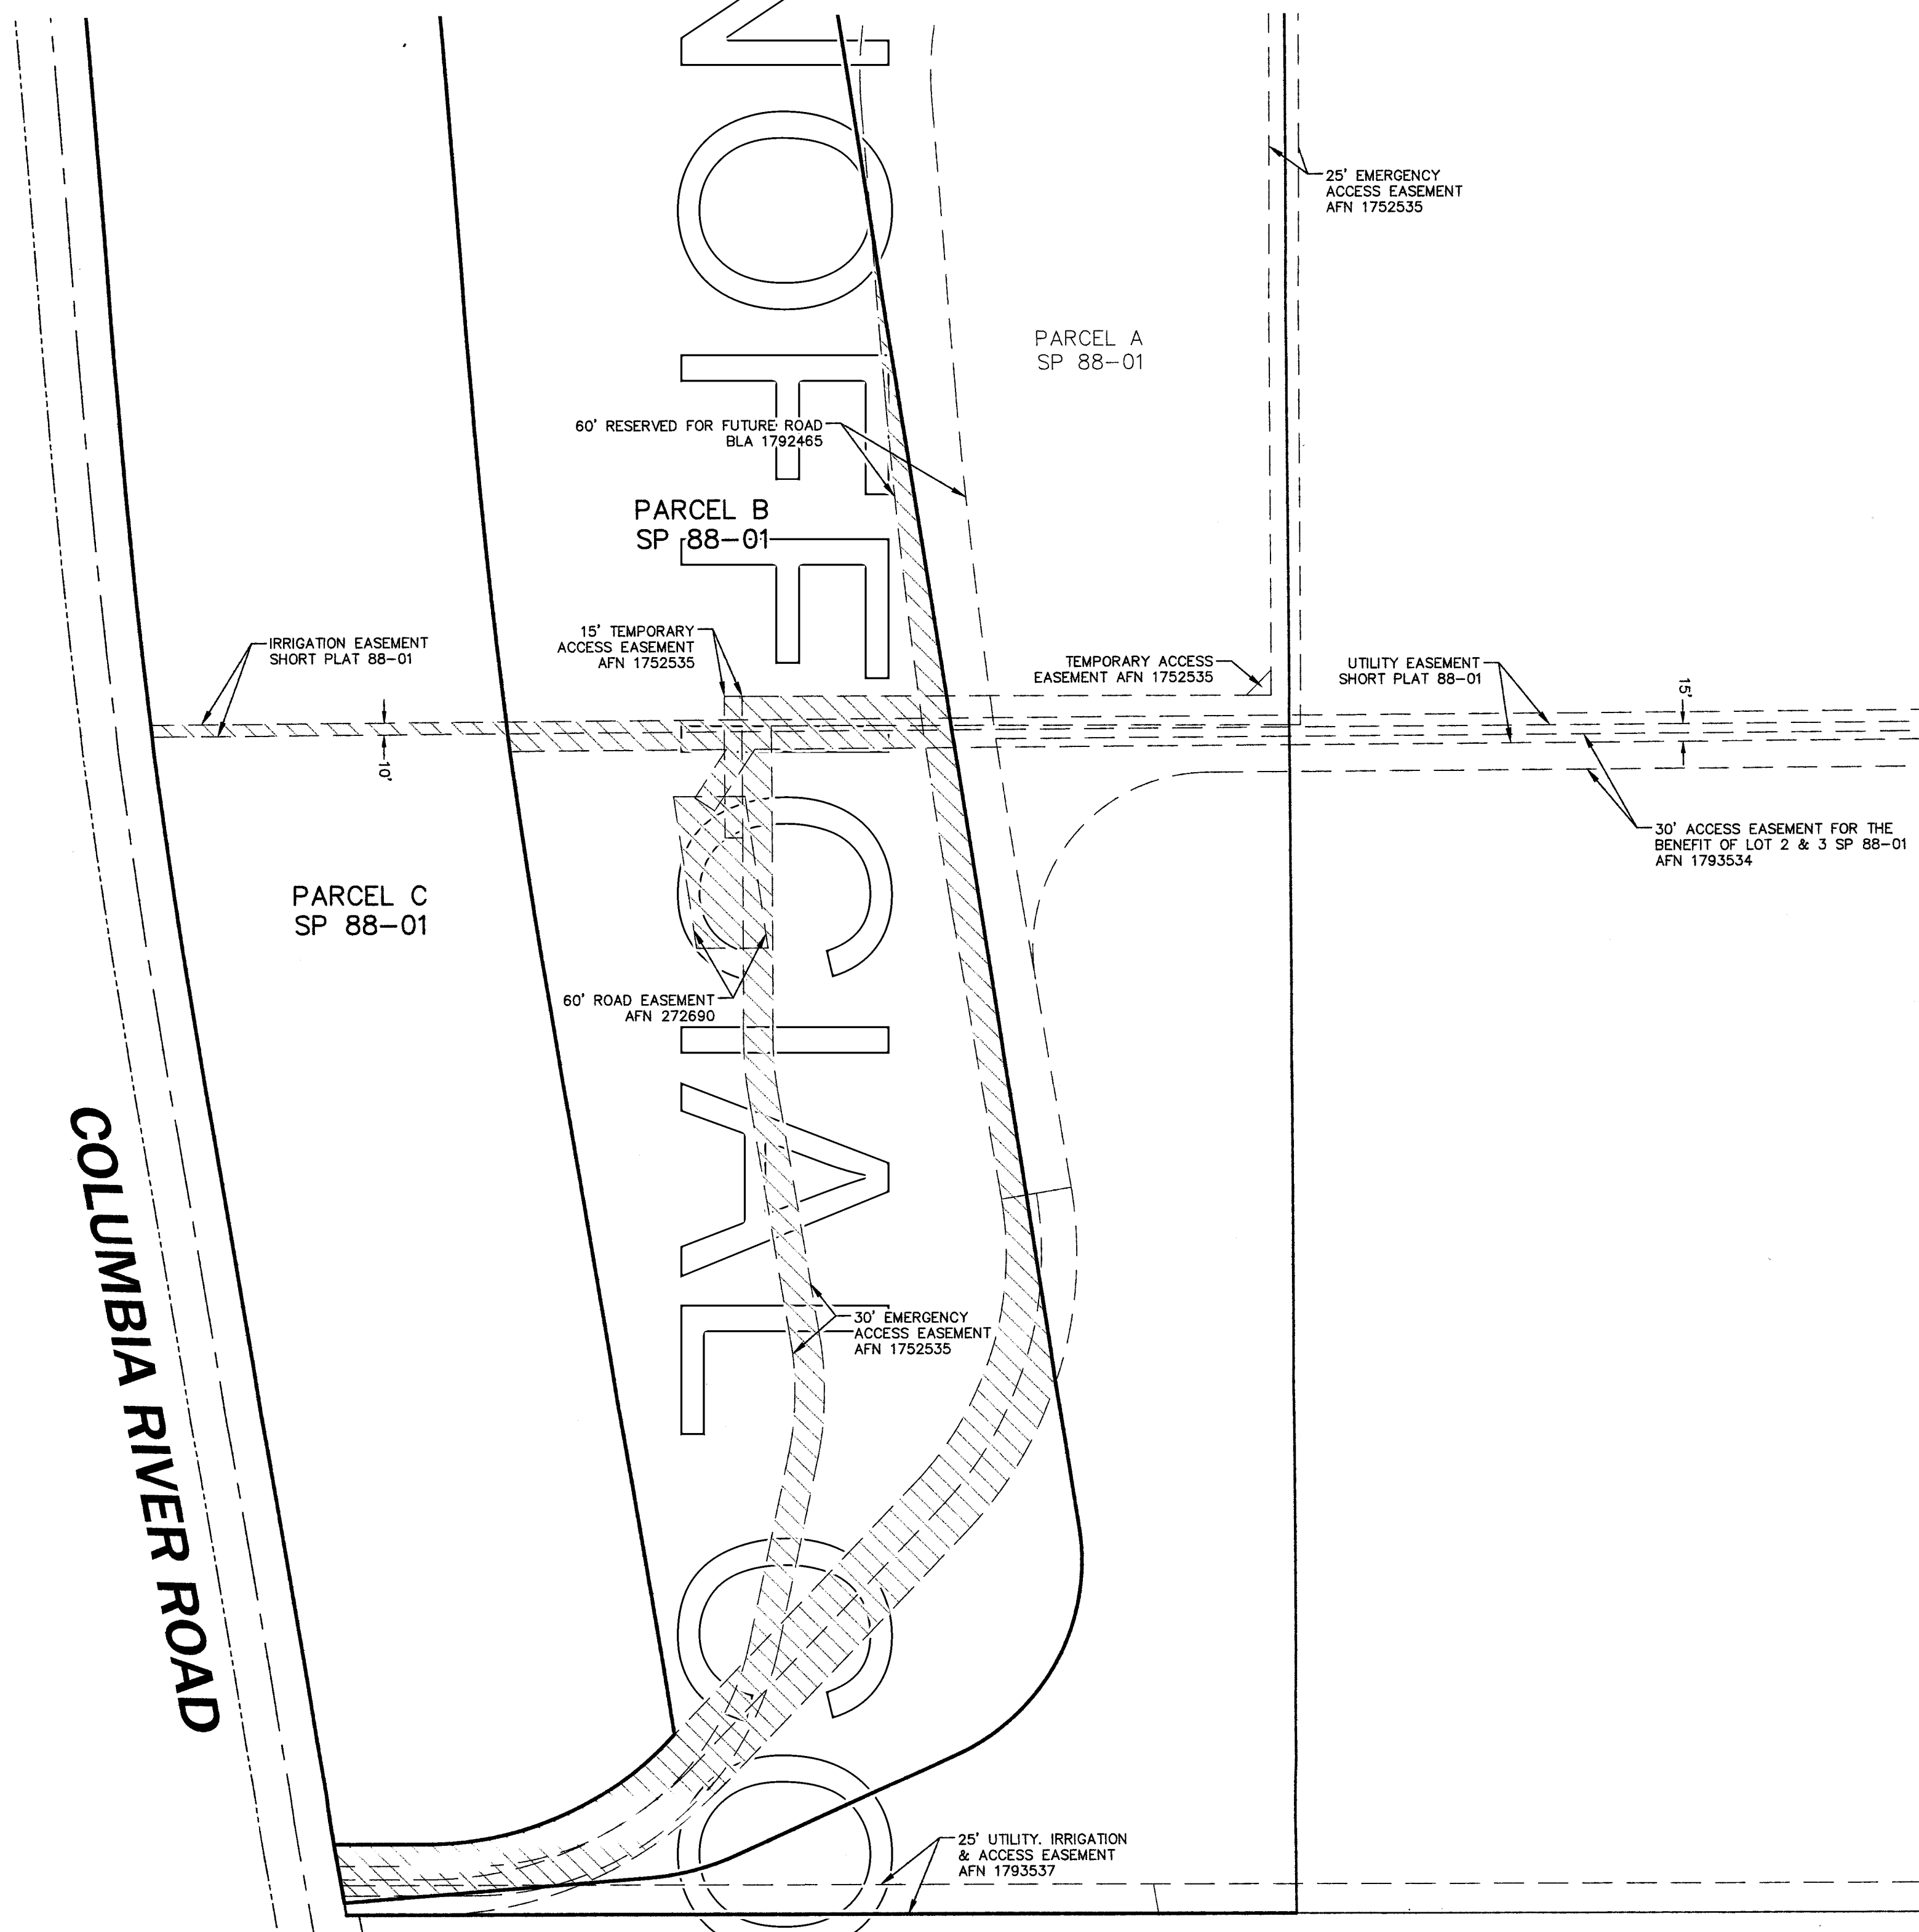 25' EMERGENCY
ACCESS EASEMENT
AFN 1752535
PARCEL A
SP 88-01
60' RESERVED FOR FUTURE ROAD
BLA 1792465
PARCEL B
SP 88-01
15' TEMPORARY
ACCESS EASEMENT
AFN 1752535
IRRIGATION EASEMENT
SHORT PLAT 88-01
TEMPORARY ACCESS
EASEMENT AFN 1752535
UTILITY EASEMENT
SHORT PLAT 88-01
15'
10'
30' ACCESS EASEMENT FOR THE
BENEFIT OF LOT 2 & 3 SP 88-01
AFN 1793534
PARCEL C
SP 88-01
60' ROAD EASEMENT
AFN 272690
COLUMBIA RIVER ROAD
30' EMERGENCY
ACCESS EASEMENT
AFN 1752535
25' UTILITY. IRRIGATION
& ACCESS EASEMENT
AFN 1793537
NOFFICIAL CO